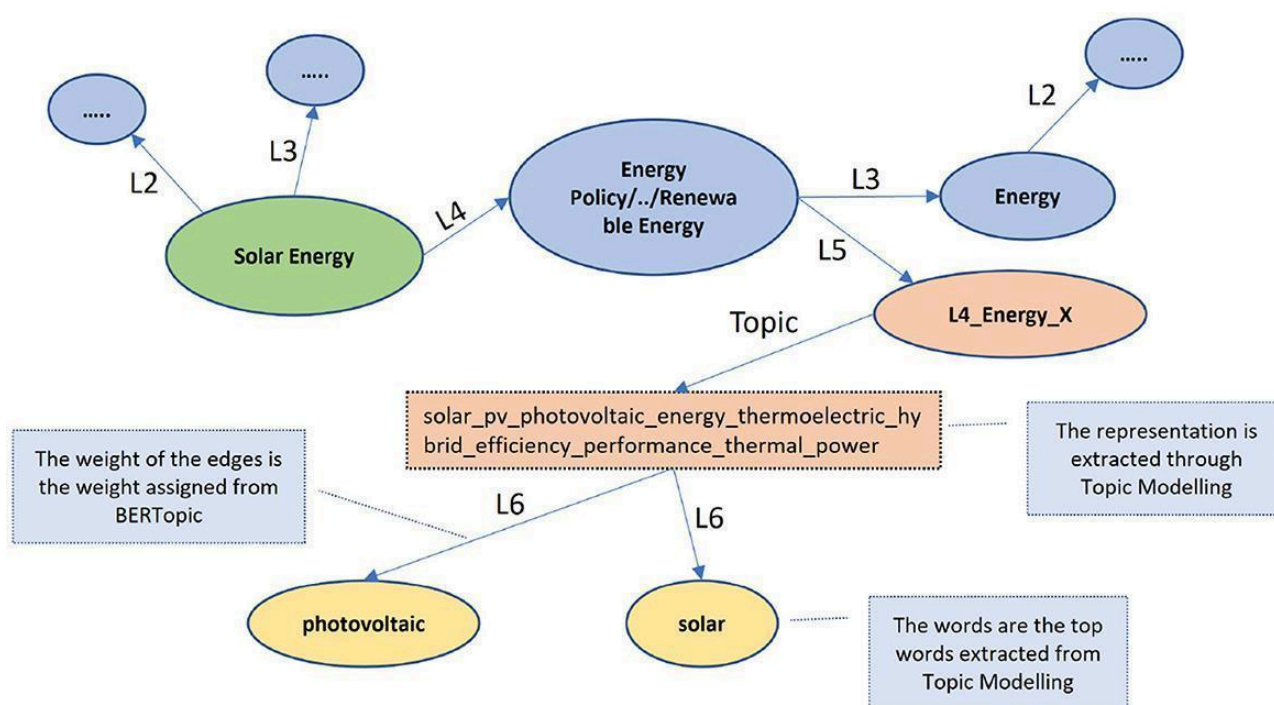 .....
.....
.....
L2
L3
L2
Energy
Policy/../Renewa
ble Energy
L3
Energy
L4
Solar Energy
L5
L4_Energy_X
Topic
solar_pv_photovoltaic_energy_thermoelectric_hy
brid_efficiency_performance_thermal_power
The representation is
extracted through
Topic Modelling
The weight of the edges is
the weight assigned from
BERTopic
L6
L6
photovoltaic
solar
The words are the top
words extracted from
Topic Modelling